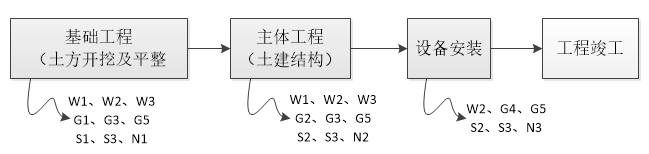 基础工程
（土方开挖及平整
主体工程
（土建结构）
设备安装
工程竣工
W1、W2、W3
G1、G3、G5
S1、S3、N1
W1、W2、W3
G2、G3、G5
S2、S3、N2
W2、G4、G5
S2、S3、N3